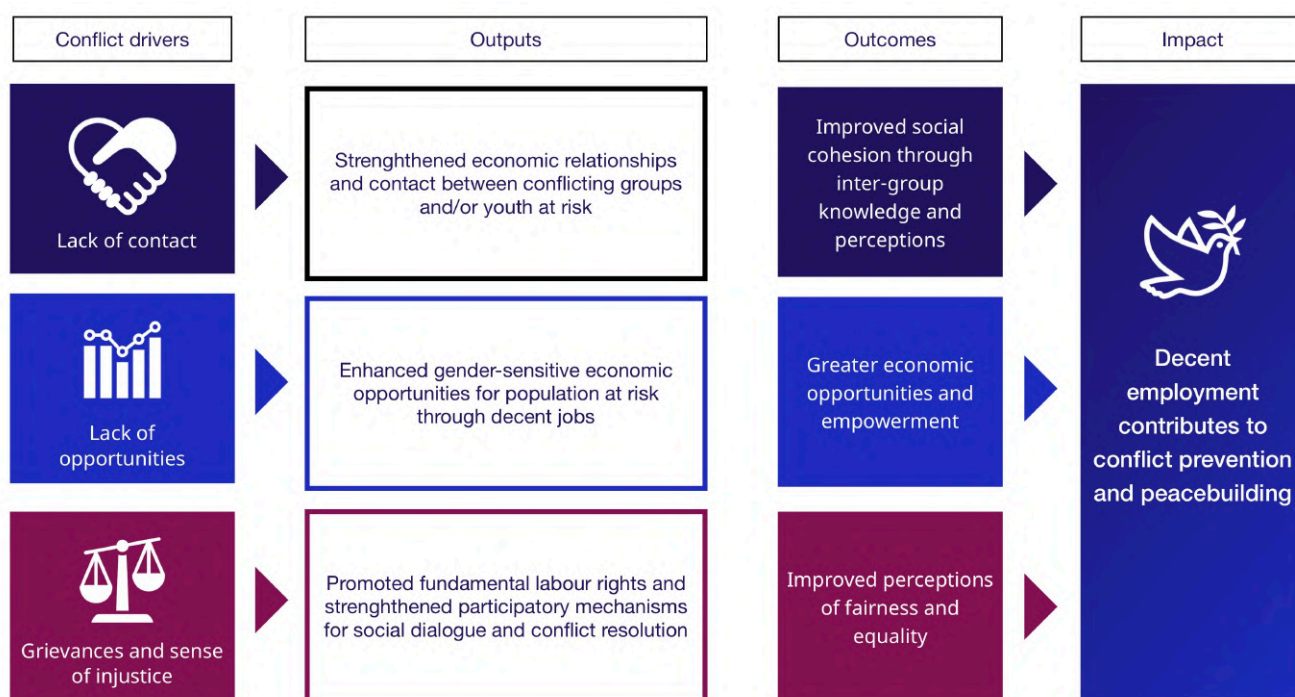 Conflict drivers
Outputs
Outcomes
Impact
Lack of contact
Strenghthened economic relationships
and contact between conflicting groups
and/or youth at risk
Improved social
cohesion through
inter-group
knowledge and
perceptions
Lack of
opportunities
Enhanced gender-sensitive economic
opportunities for population at risk
through decent jobs
Greater economic
opportunities and
empowerment
Grievances and sense
of injustice
Promoted fundamental labour rights and
strenghthened participatory mechanisms
for social dialogue and conflict resolution
Improved perceptions
of fairness and
equality
Decent
employment
contributes to
conflict prevention
and peacebuilding